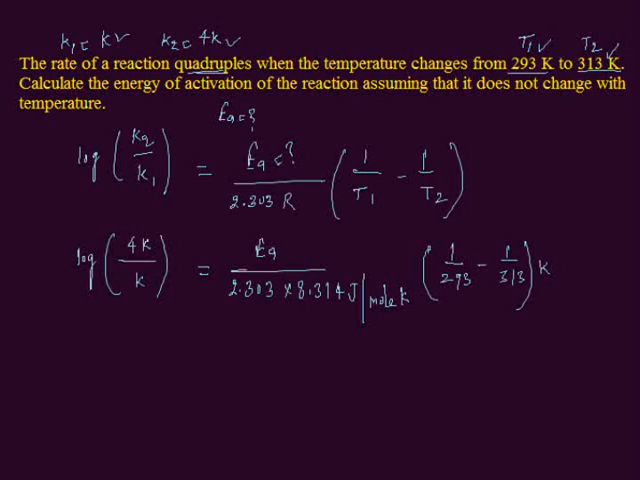 k₁ = k✓ k₂ = 4k✓ T₁✓ T₂✓
The rate of a reaction quadruples when the temperature changes from 293 K to 313 K.
Calculate the energy of activation of the reaction assuming that it does not change with
temperature.
Ea = ?
log (k₂/k₁) = Ea = ?/2.303 R (1/T₁ - 1/T₂)
log (4k/k) = Ea/2.303 × 8.314 J/mole k (1/293 - 1/313) k